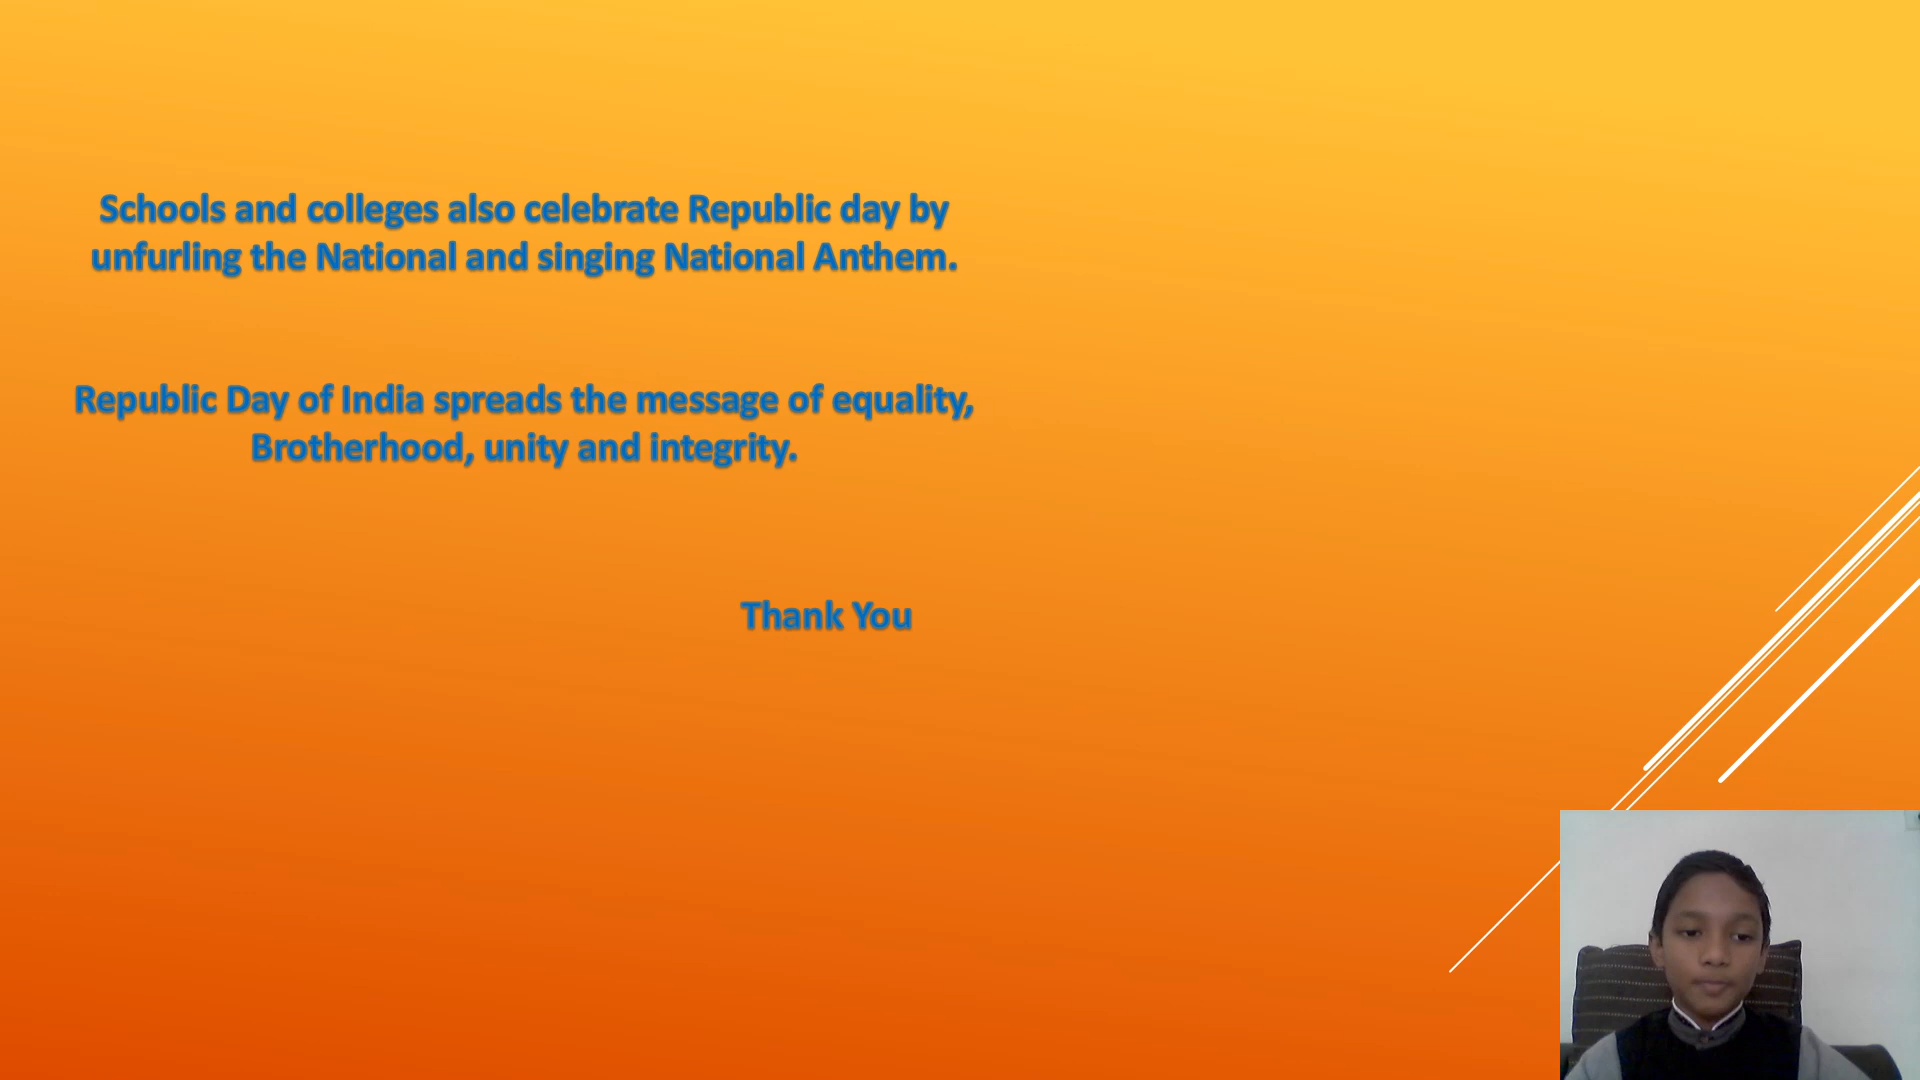 Schools and colleges also celebrate Republic day by
unfurling the National and singing National Anthem.
Republic Day of India spreads the message of equality,
Brotherhood, unity and integrity.
Thank You